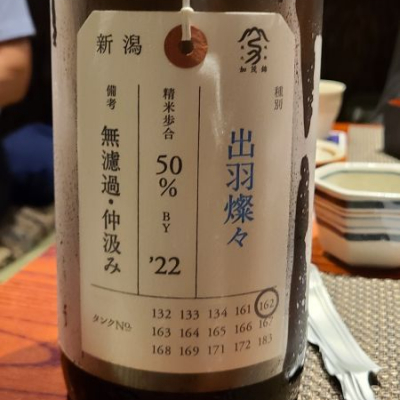 新潟
加茂錦
種別
出羽燦々
精米歩合
50%
BY
'22
備考
無濾過・仲汲み
タンクNo.
132 133 134 161 162
163 164 165 166 167
168 169 171 172 183